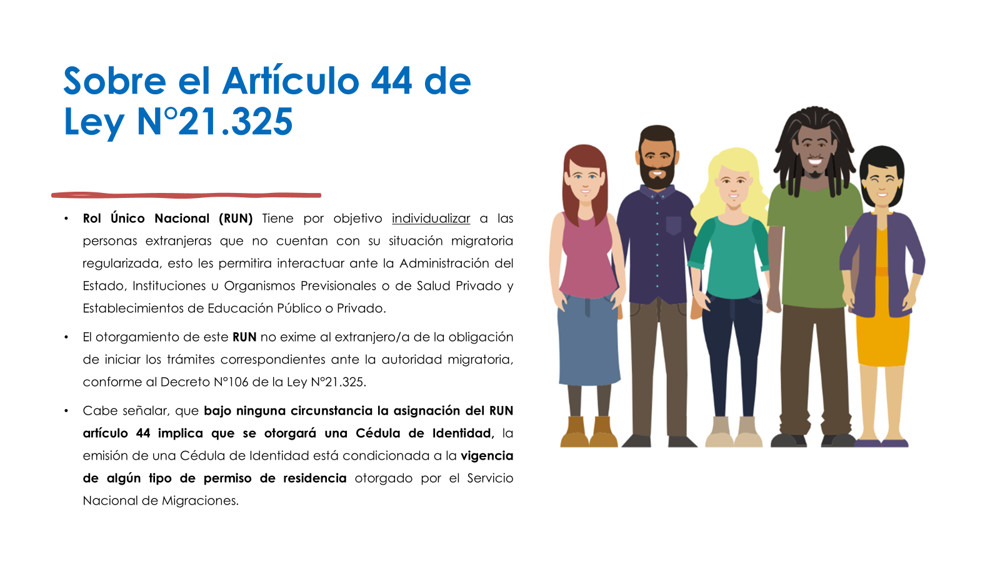 Sobre el Artículo 44 de
Ley N°21.325
• Rol Único Nacional (RUN) Tiene por objetivo individualizar a las
personas extranjeras que no cuentan con su situación migratoria
regularizada, esto les permitira interactuar ante la Administración del
Estado, Instituciones u Organismos Previsionales o de Salud Privado y
Establecimientos de Educación Público o Privado.
• El otorgamiento de este RUN no exime al extranjero/a de la obligación
de iniciar los trámites correspondientes ante la autoridad migratoria,
conforme al Decreto N°106 de la Ley N°21.325.
• Cabe señalar, que bajo ninguna circunstancia la asignación del RUN
artículo 44 implica que se otorgará una Cédula de Identidad, la
emisión de una Cédula de Identidad está condicionada a la vigencia
de algún tipo de permiso de residencia otorgado por el Servicio
Nacional de Migraciones.